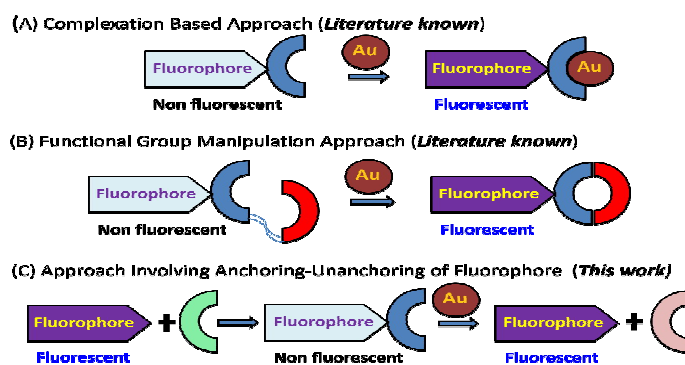 (A) Complexation Based Approach (Literature known)
Fluorophore Au Fluorophore Au
Non fluorescent Fluorescent
(B) Functional Group Manipulation Approach (Literature known)
Fluorophore Au Fluorophore
Non fluorescent Fluorescent
(C) Approach Involving Anchoring-Unanchoring of Fluorophore (This work)
Fluorophore + Fluorophore Au Fluorophore +
Fluorescent Non fluorescent Fluorescent